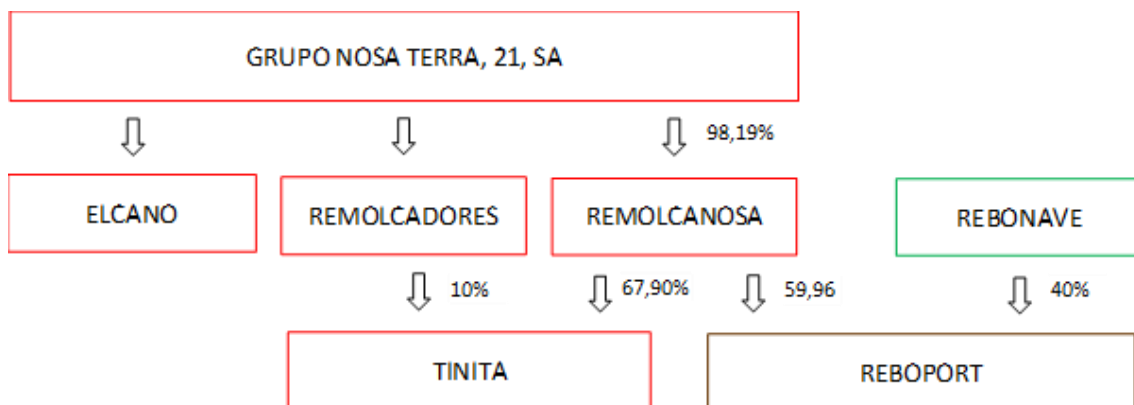 GRUPO NOSA TERRA, 21, SA
98,19%
ELCANO
REMOLCADORES
REMOLCANOSA
REBONAVE
10%
67,90%
59,96
40%
TINITA
REBOPORT